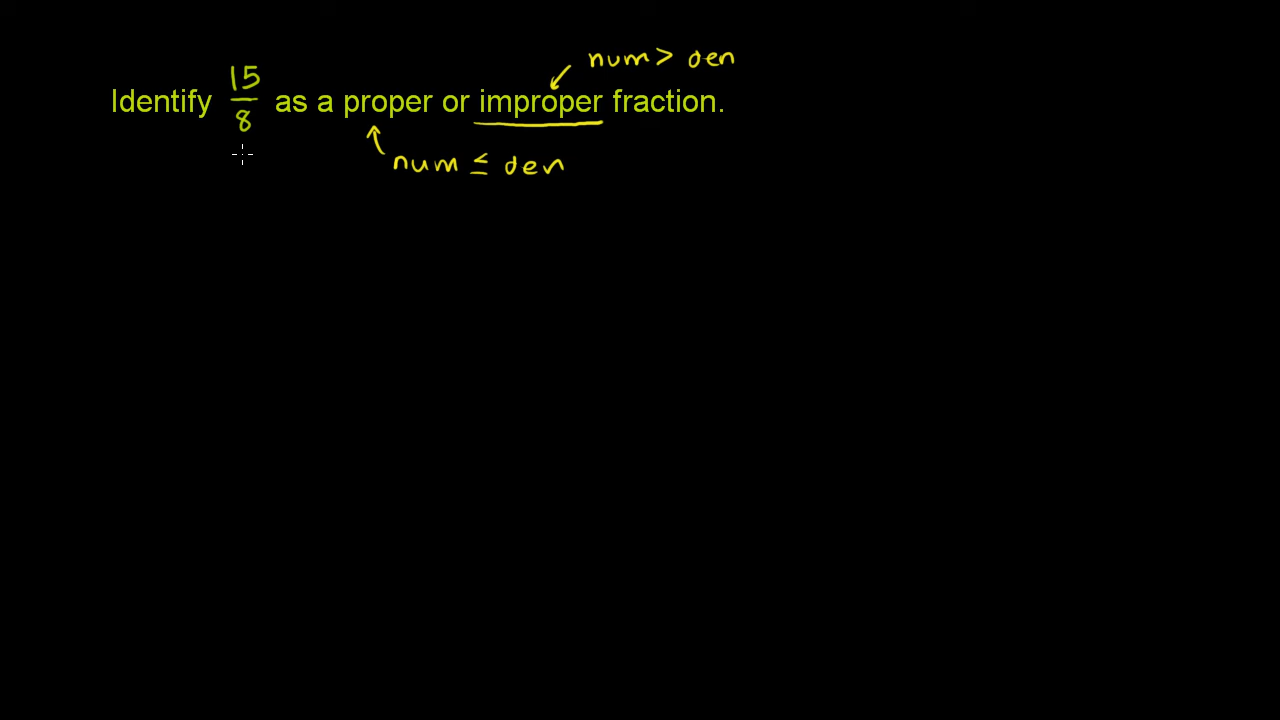 num > den
Identify 15/8 as a proper or improper fraction.
num ≤ den